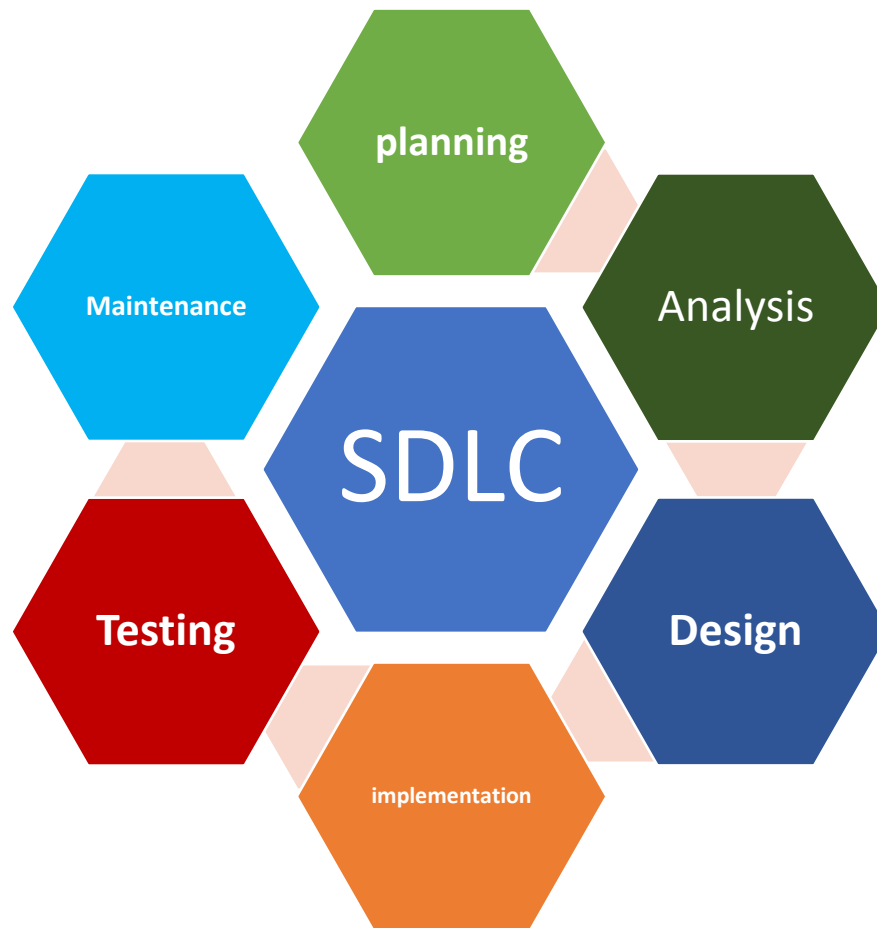 planning
Analysis
Design
implementation
Testing
Maintenance
SDLC